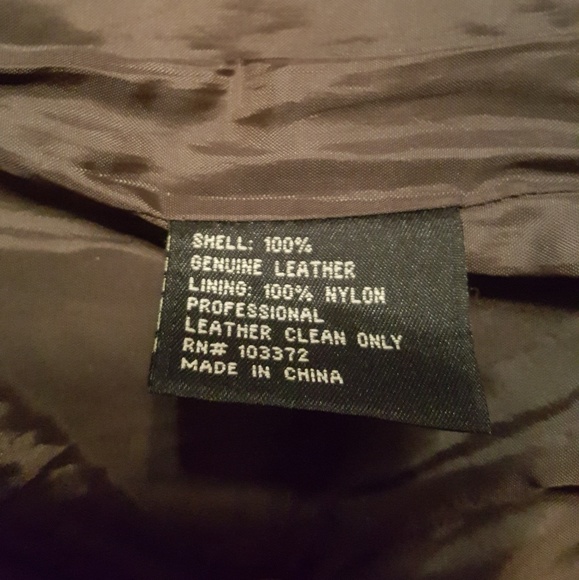 SHELL: 100%
GENUINE LEATHER
LINING: 100% NYLON
PROFESSIONAL
LEATHER CLEAN ONLY
RN# 103372
MADE IN CHINA